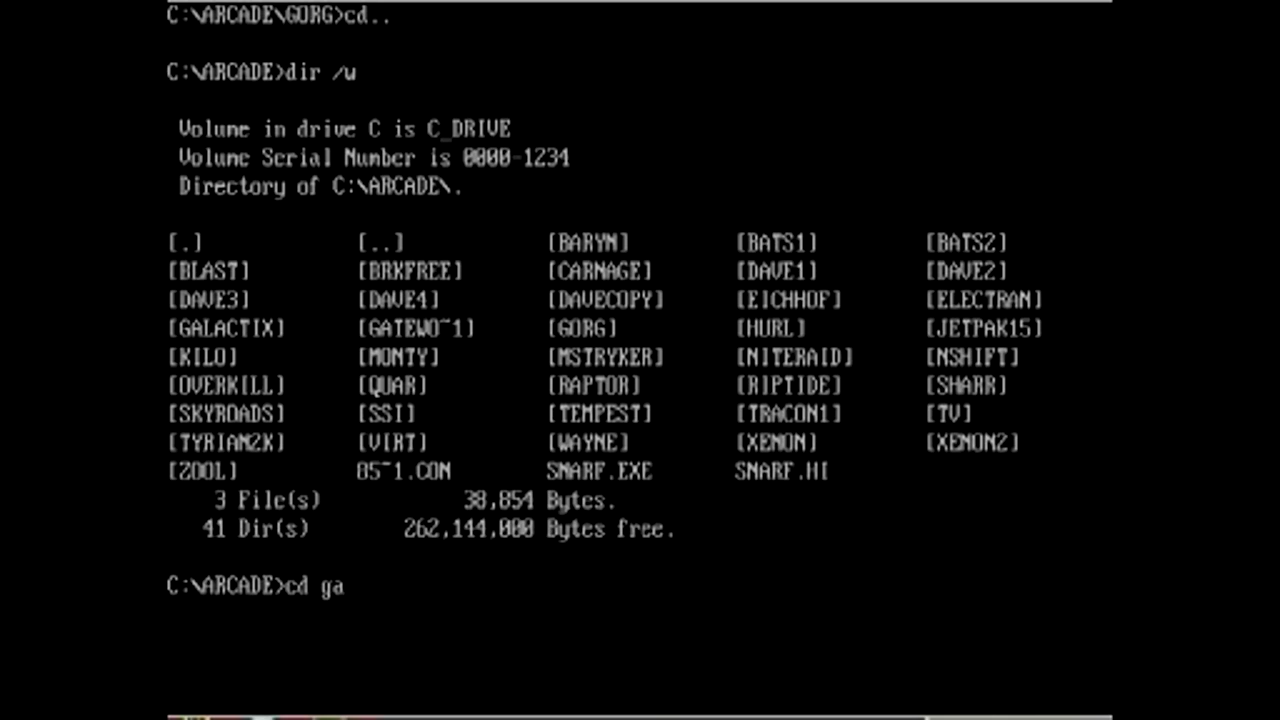 C:\ARCADE\GORG>cd..
C:\ARCADE>dir /w
Volume in drive C is C_DRIVE
Volume Serial Number is 0000-1234
Directory of C:\ARCADE\.
[.] [..] [BARYN] [BATS1] [BATS2]
[BLAST] [BRKFREE] [CARNAGE] [DAVE1] [DAVE2]
[DAVE3] [DAVE4] [DAVECOPY] [EICHHOF] [ELECTRAN]
[GALACTIX] [GATEWO~1] [GORG] [HURL] [JETPAK15]
[KILO] [MONTY] [MSTRYKER] [NITERAID] [NSHIFT]
[OVERKILL] [QUAR] [RAPTOR] [RIPTIDE] [SHARR]
[SKYROADS] [SSI] [TEMPEST] [TRACON1] [TV]
[TYRIAN2K] [VIRT] [WAYNE] [XENON] [XENON2]
[ZOOL] 85~1.CON SNARF.EXE SNARF.HI
3 File(s) 38,854 Bytes.
41 Dir(s) 262,144,000 Bytes free.
C:\ARCADE>cd ga